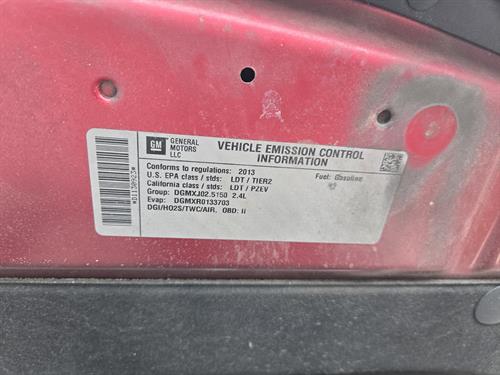 GM
GENERAL
MOTORS
LLC
VEHICLE EMISSION CONTROL
INFORMATION
Conforms to regulations: 2013
Fuel: Gasoline
U.S. EPA class / stds: LDT / TIER2
California class / stds: LDT / PZEV
Group: DGMXJ02.5150 2.4L
Evap: DGMXR0133703
DGI/HO2S/TWC/AIR. OBD: II